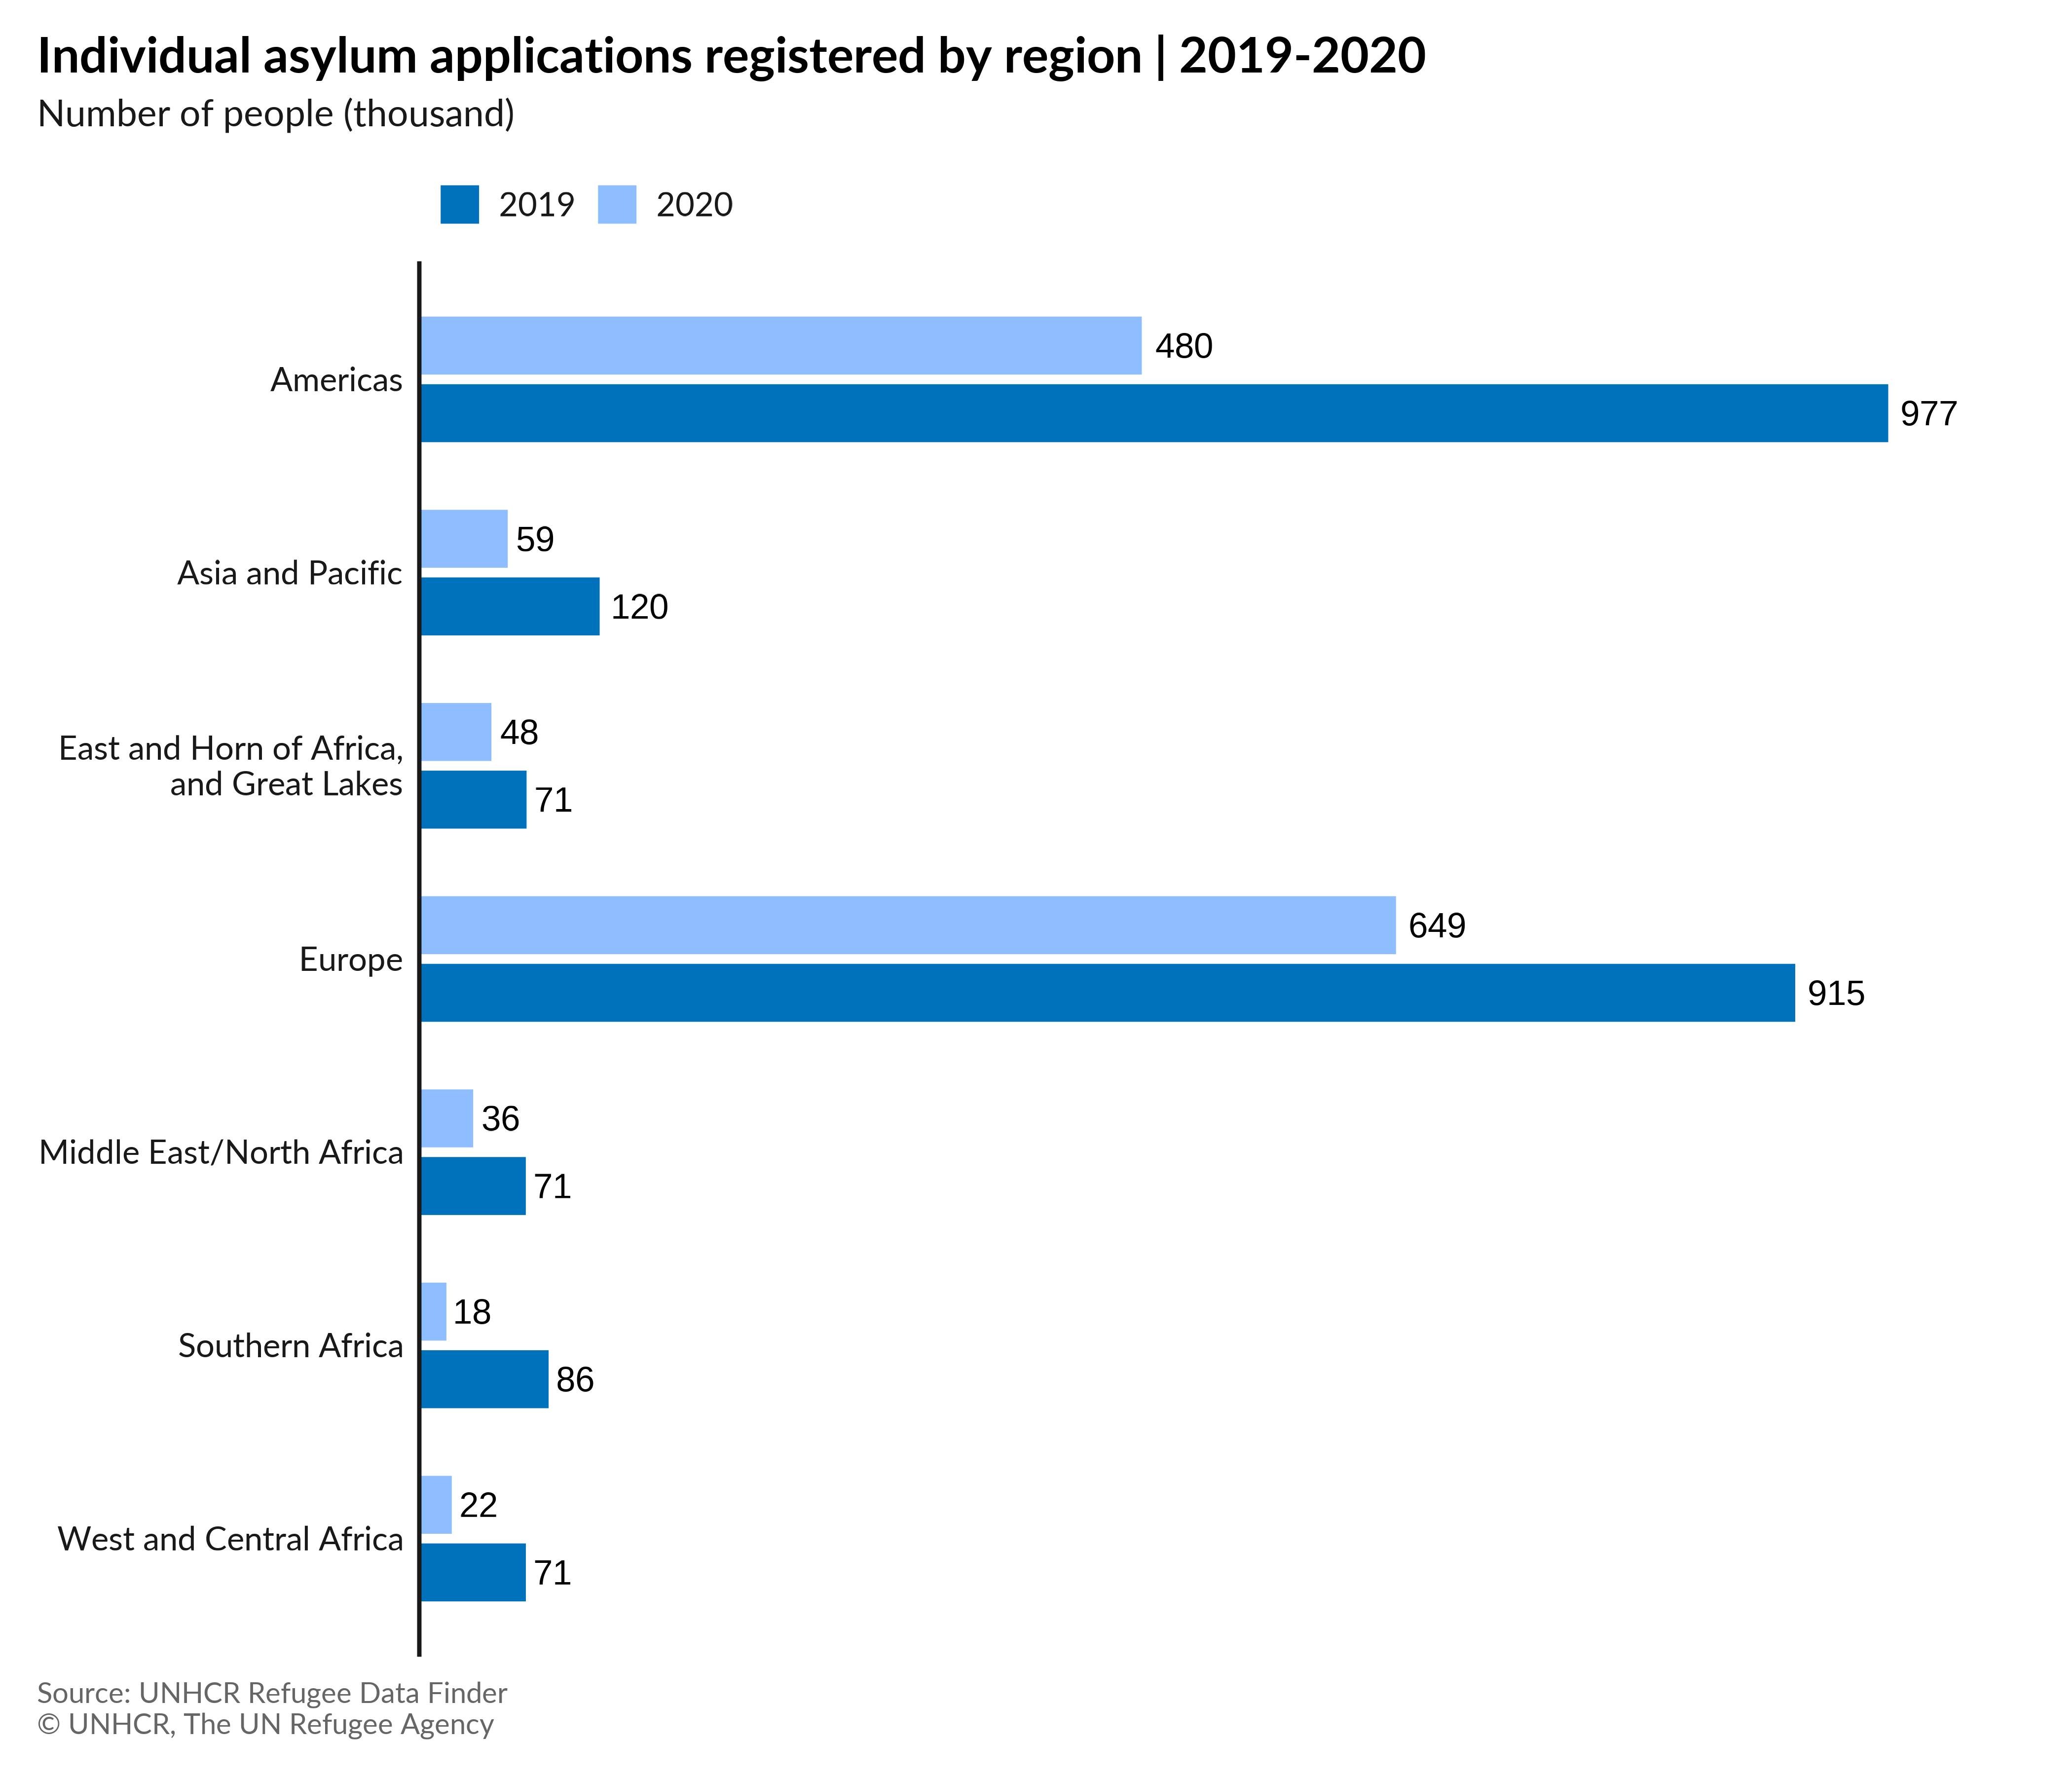 Individual asylum applications registered by region | 2019-2020
Number of people (thousand)
2019 2020
480
Americas
977
59
Asia and Pacific
120
48
East and Horn of Africa,
and Great Lakes
71
649
Europe
915
36
Middle East/North Africa
71
18
Southern Africa
86
22
West and Central Africa
71
Source: UNHCR Refugee Data Finder
© UNHCR, The UN Refugee Agency